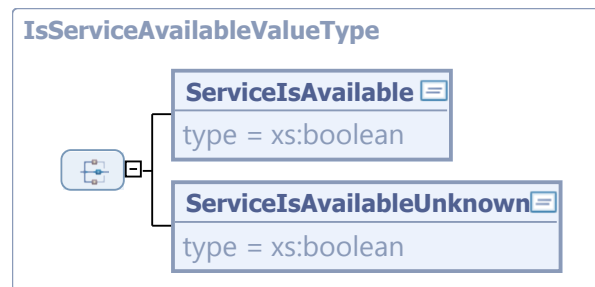 IsServiceAvailableValueType
ServiceIsAvailable
type = xs:boolean
ServiceIsAvailableUnknown
type = xs:boolean